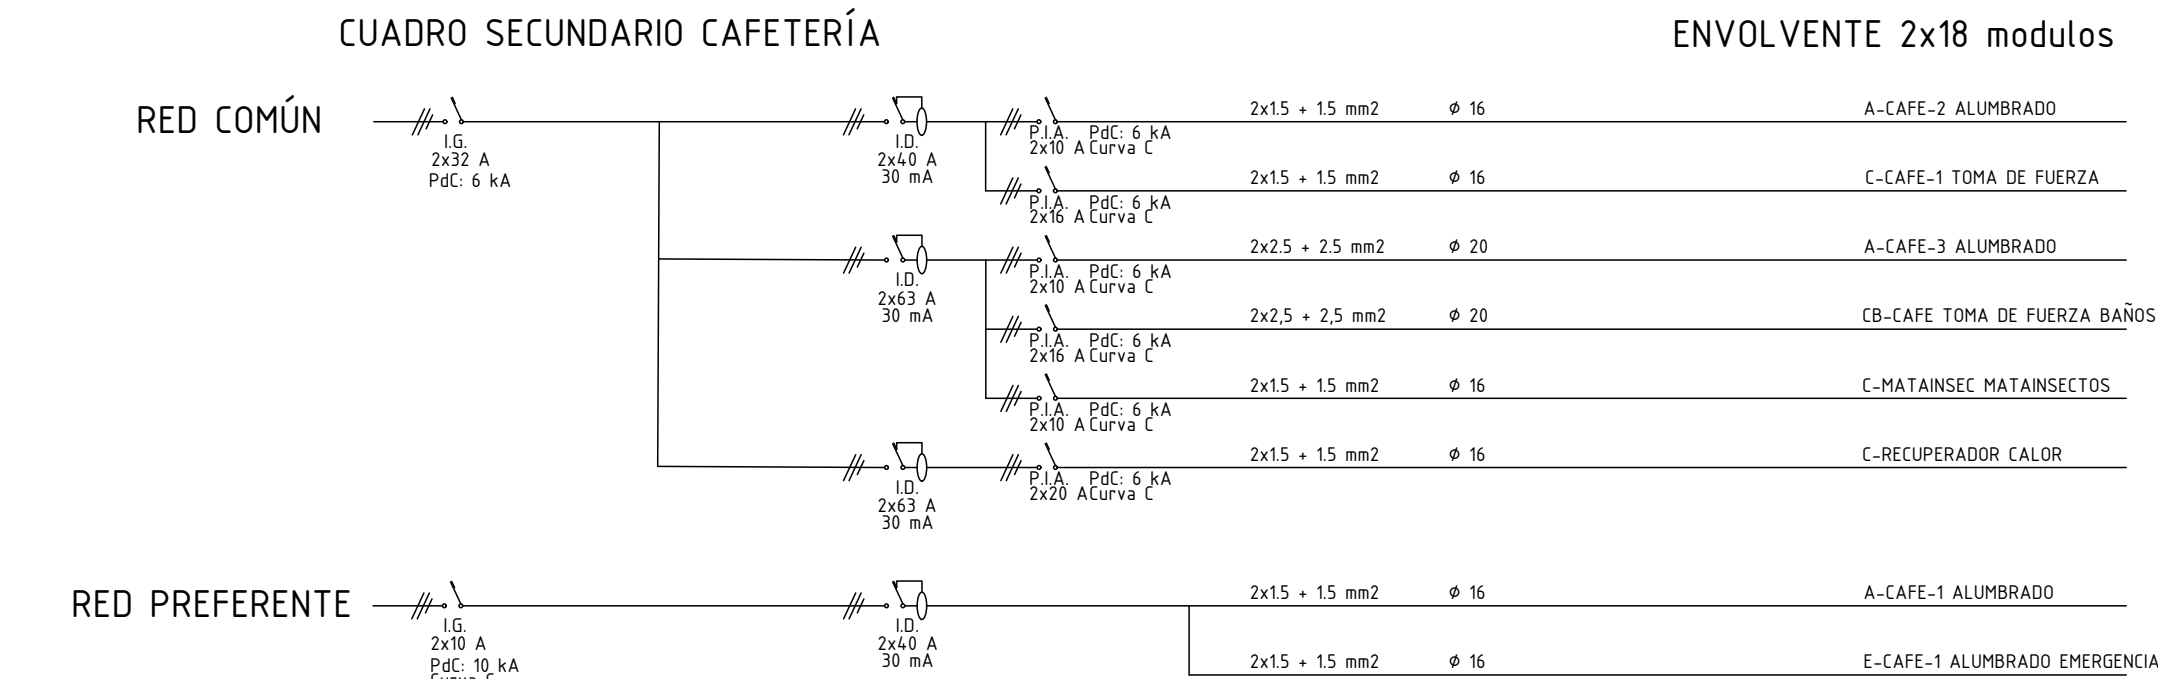 CUADRO SECUNDARIO CAFETERÍA
ENVOLVENTE 2x18 modulos
RED COMÚN
I.G.
2x32 A
PdC: 6 kA
I.D.
2x40 A
30 mA
P.I.A. PdC: 6 kA
2x10 A Curva C
2x1.5 + 1.5 mm2 ϕ 16 A-CAFE-2 ALUMBRADO
P.I.A. PdC: 6 kA
2x16 A Curva C
2x1.5 + 1.5 mm2 ϕ 16 C-CAFE-1 TOMA DE FUERZA
I.D.
2x63 A
30 mA
P.I.A. PdC: 6 kA
2x10 A Curva C
2x2.5 + 2.5 mm2 ϕ 20 A-CAFE-3 ALUMBRADO
P.I.A. PdC: 6 kA
2x16 A Curva C
2x2,5 + 2,5 mm2 ϕ 20 CB-CAFE TOMA DE FUERZA BAÑOS
P.I.A. PdC: 6 kA
2x10 A Curva C
2x1.5 + 1.5 mm2 ϕ 16 C-MATAINSEC MATAINSECTOS
I.D.
2x63 A
30 mA
P.I.A. PdC: 6 kA
2x20 A Curva C
2x1.5 + 1.5 mm2 ϕ 16 C-RECUPERADOR CALOR
RED PREFERENTE
I.G.
2x10 A
PdC: 10 kA
Curva C
I.D.
2x40 A
30 mA
2x1.5 + 1.5 mm2 ϕ 16 A-CAFE-1 ALUMBRADO
2x1.5 + 1.5 mm2 ϕ 16 E-CAFE-1 ALUMBRADO EMERGENCIA